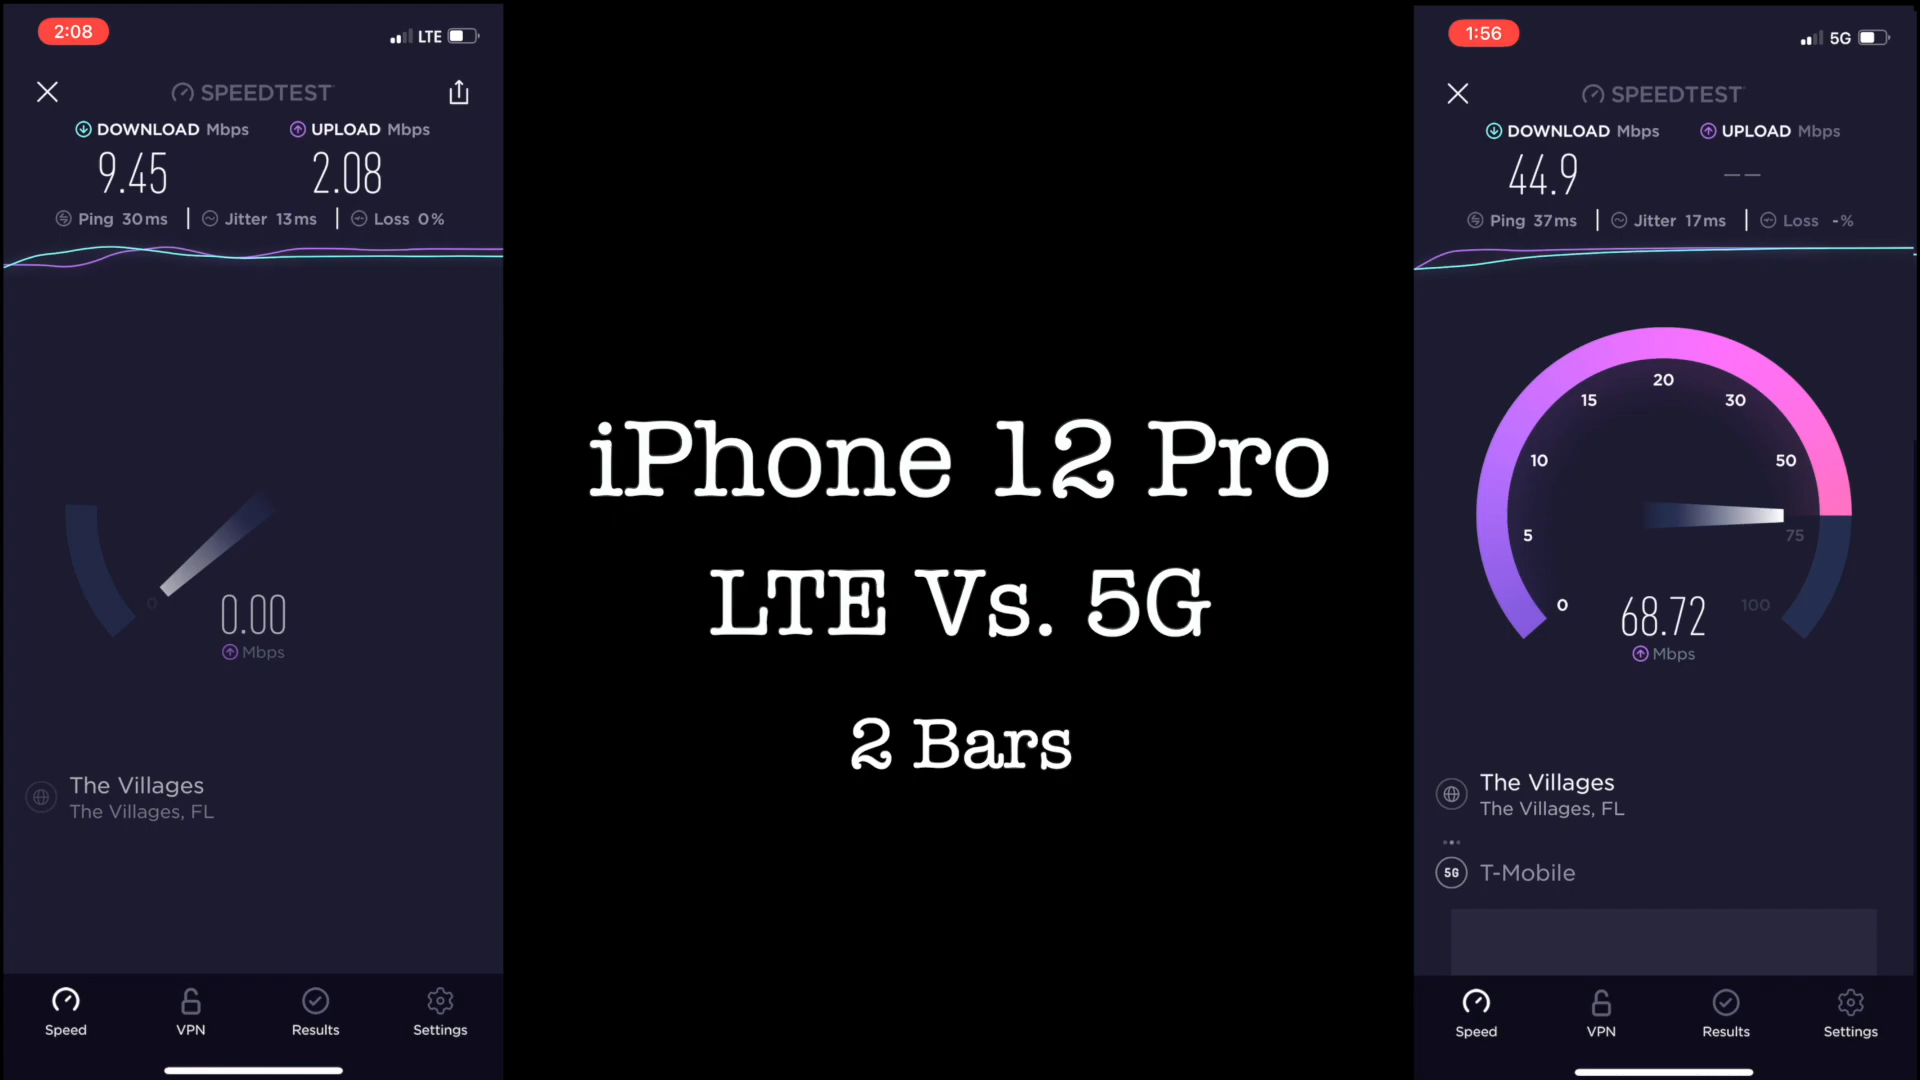 2:08
LTE
SPEEDTEST
DOWNLOAD Mbps
UPLOAD Mbps
9.45
2.08
Ping 30ms
Jitter 13ms
Loss 0%
0
0.00
Mbps
The Villages
The Villages, FL
Speed
VPN
Results
Settings
iPhone 12 Pro
LTE Vs. 5G
2 Bars
1:56
5G
SPEEDTEST
DOWNLOAD Mbps
UPLOAD Mbps
44.9
Ping 37ms
Jitter 17ms
Loss -%
20
15
30
10
50
5
75
0
100
68.72
Mbps
The Villages
The Villages, FL
5G
T-Mobile
Speed
VPN
Results
Settings